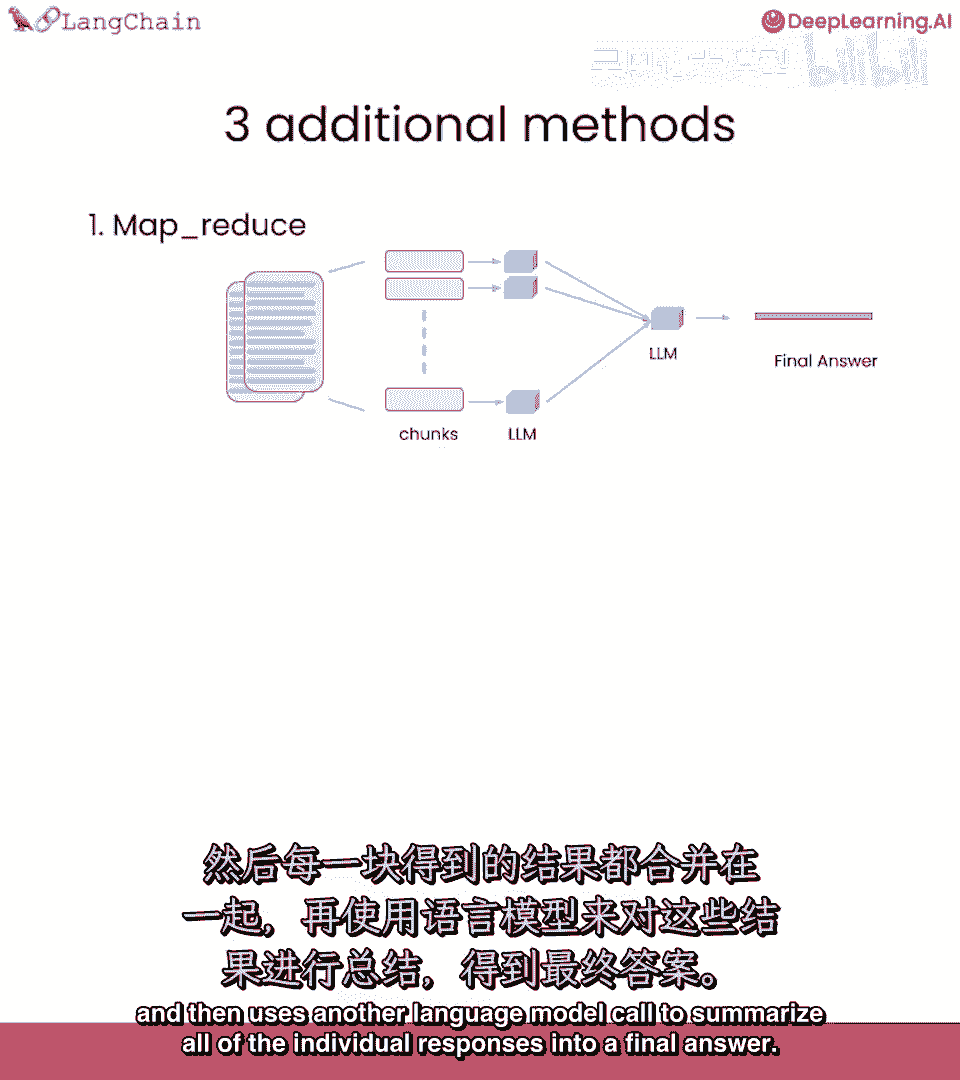 LangChain
DeepLearning.AI
bilibili
3 additional methods
1. Map_reduce
LLM
Final Answer
chunks
LLM
然后每一块得到的结果都合并在
一起，再使用语言模型来对这些结
果进行总结，得到最终答案。
and then uses another language model call to summarize
all of the individual responses into a final answer.